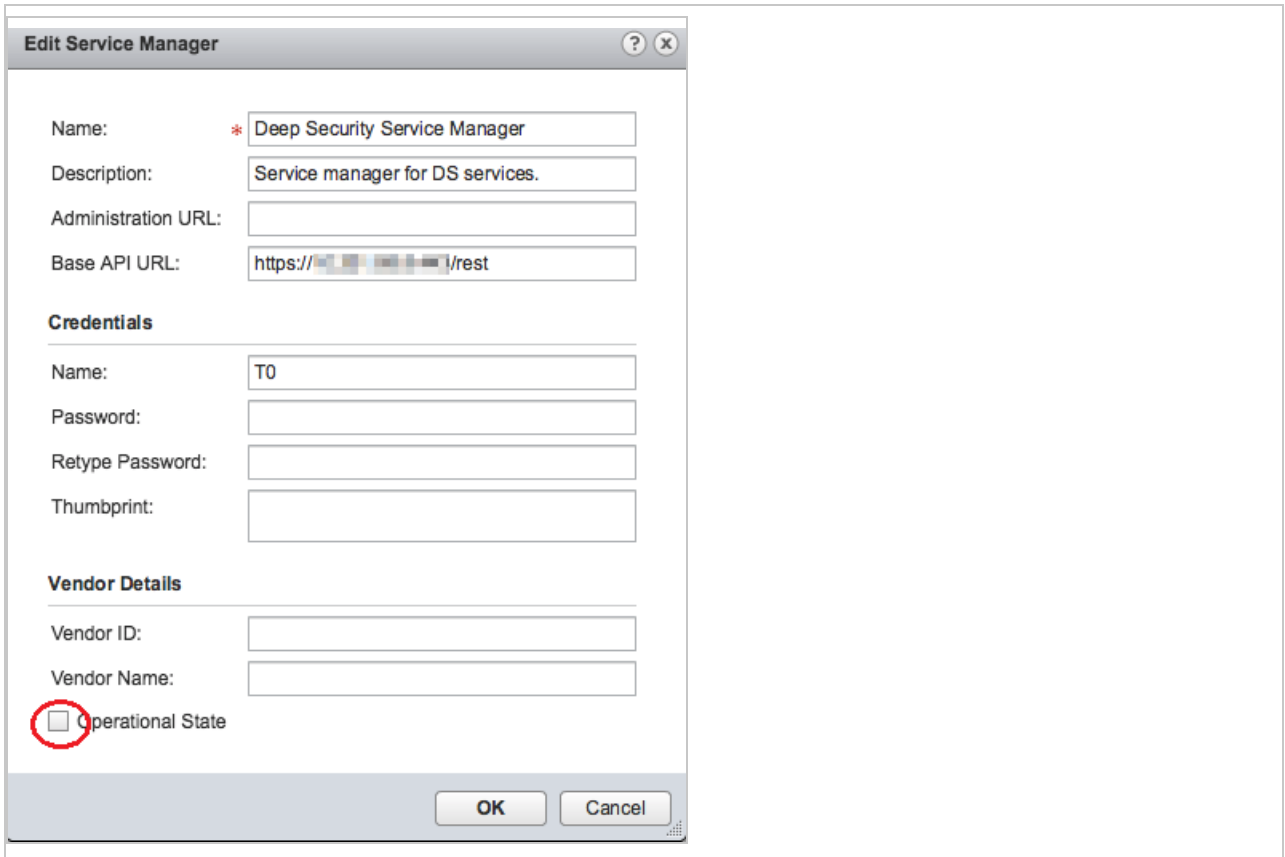 Edit Service Manager ? x
Name: * Deep Security Service Manager
Description: Service manager for DS services.
Administration URL:
Base API URL: https:// /rest
Credentials
Name: T0
Password:
Retype Password:
Thumbprint:
Vendor Details
Vendor ID:
Vendor Name:
Operational State
OK Cancel